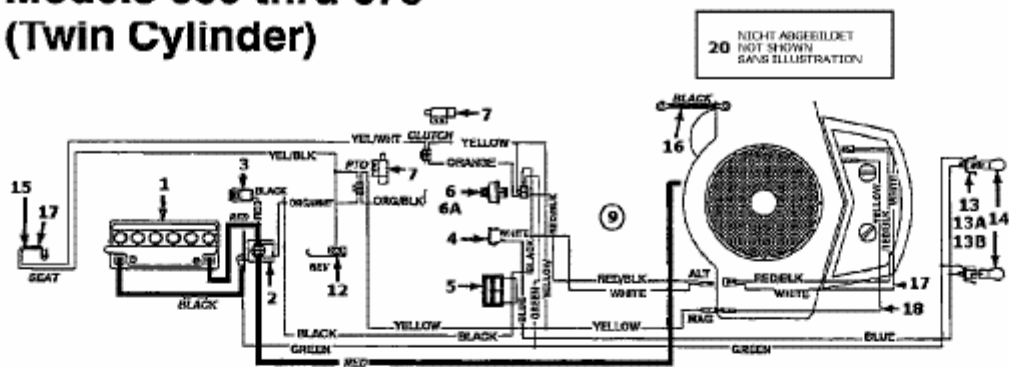 (Twin Cylinder)
20 NICHT ABGEBILDET
NOT SHOWN
SANS ILLUSTRATION
BLACK
7
YEL/WHT
CLUTCH
YELLOW
16
YEL/BLK
PTO
ORANGE
3
7
15
17
1
BLACK
RED
RED
ORG/WHT
ORG/BLK
6
6A
RED/BLK
9
YELLOW
WHITE
RED/BLK
13
13A
13B
14
4
WHITE
BLACK
SEAT
2
REV
12
5
RED/BLK
ALT
RED/BLK
WHITE
WHITE
17
BLACK
BLUE
GREEN
YELLOW
MAG
18
BLACK
YELLOW
BLACK
YELLOW
BLUE
GREEN
GREEN
RED